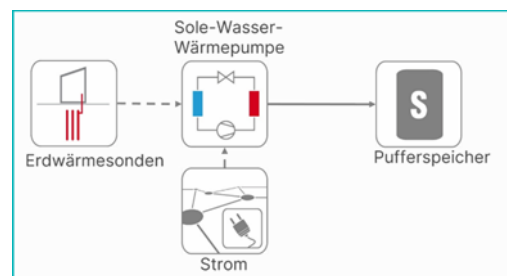 Sole-Wasser-
Wärmepumpe
S
Erdwärmesonden
Pufferspeicher
Strom